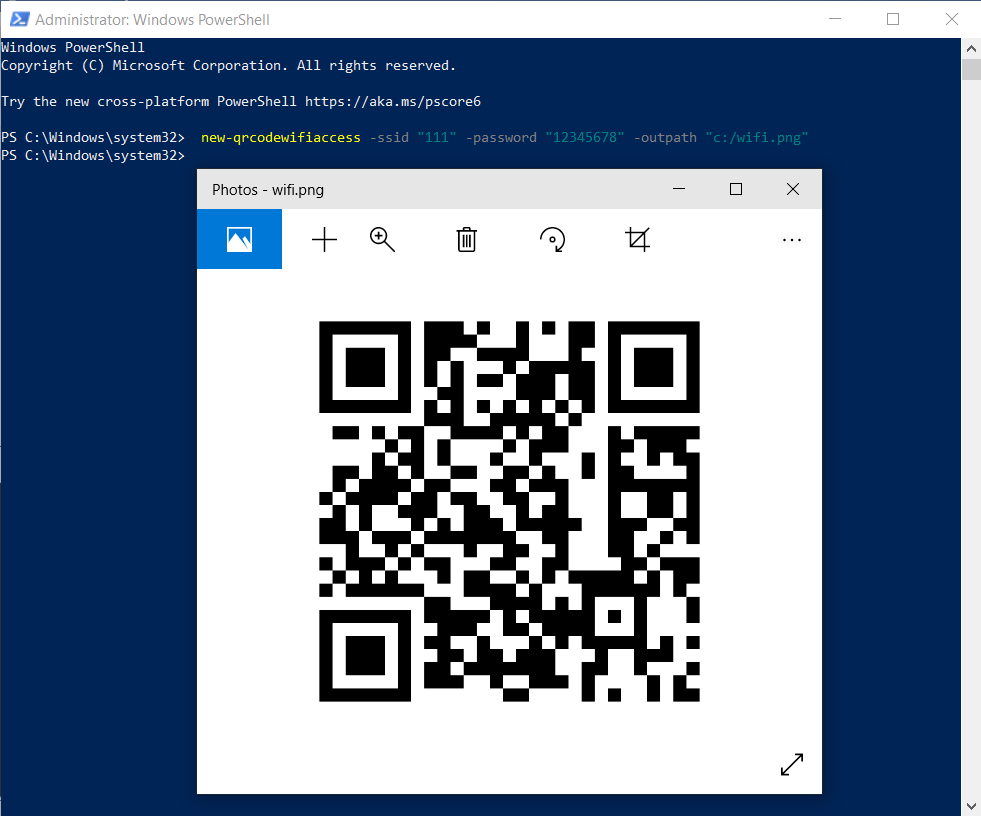 Administrator: Windows PowerShell
Windows PowerShell
Copyright (C) Microsoft Corporation. All rights reserved.
Try the new cross-platform PowerShell https://aka.ms/pscore6
PS C:\Windows\system32>  new-qrcodewifiaccess -ssid "111" -password "12345678" -outpath "c:/wifi.png"
PS C:\Windows\system32>
Photos - wifi.png